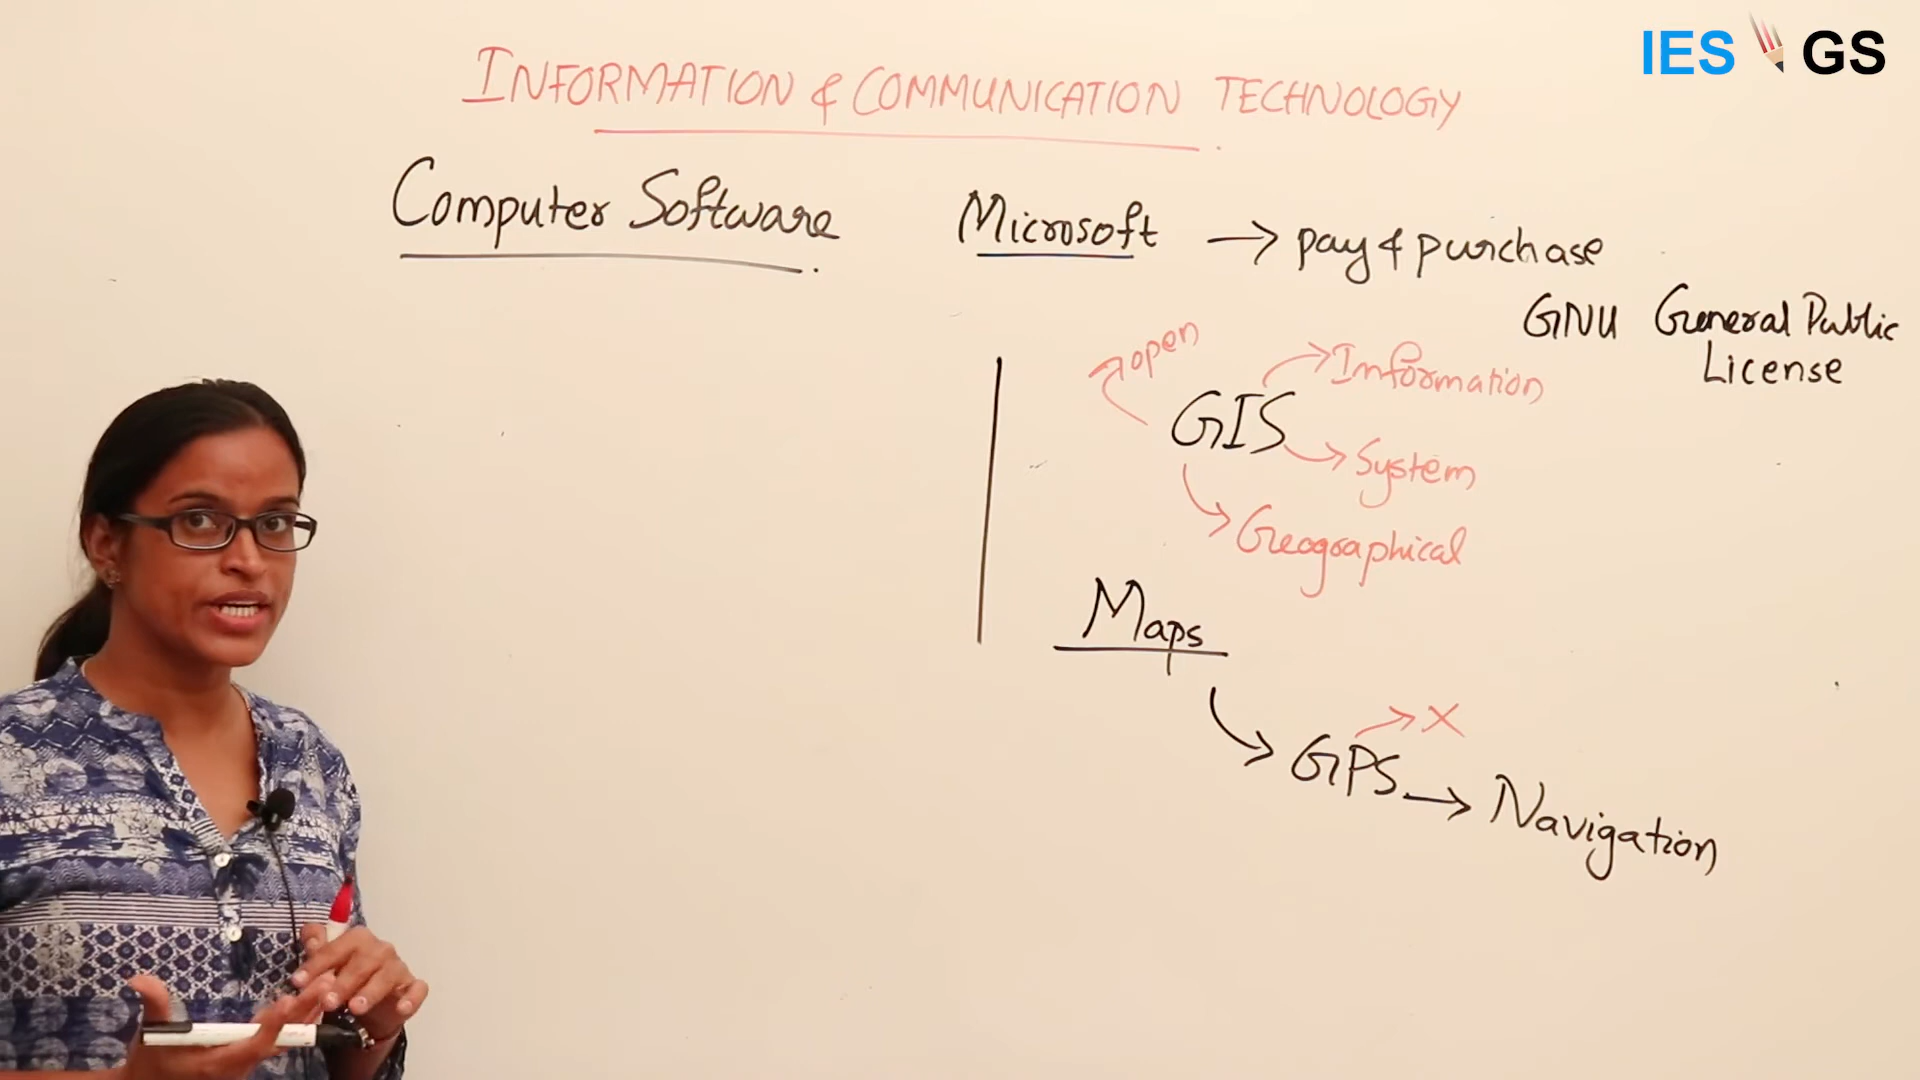 IES GS
INFORMATION & COMMUNICATION TECHNOLOGY
Computer Software
Microsoft → pay & purchase
GNU General Public
License
open
Information
GIS
System
Geographical
Maps
X
GPS → Navigation